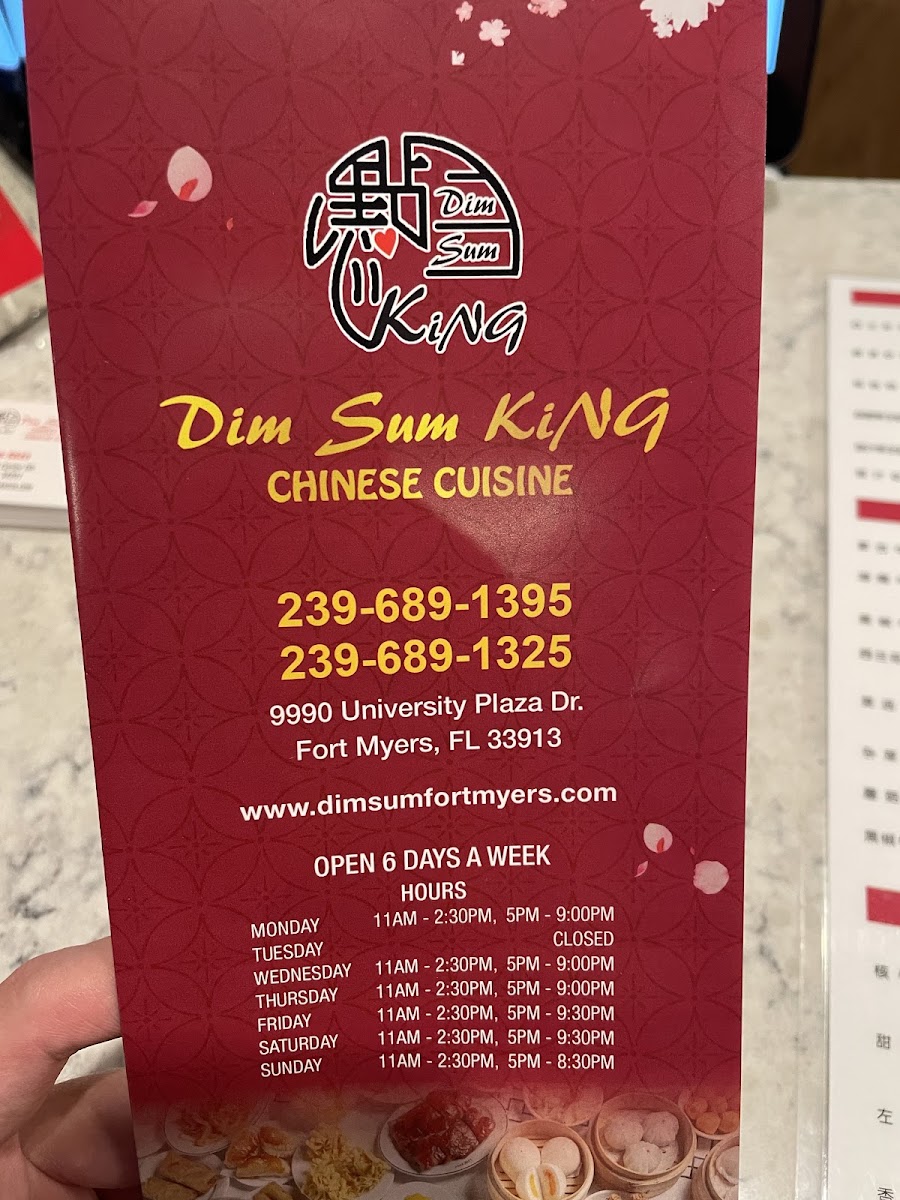 點心
Dim
Sum
KiNG
Dim Sum KiNG
CHINESE CUISINE
239-689-1395
239-689-1325
9990 University Plaza Dr.
Fort Myers, FL 33913
www.dimsumfortmyers.com
OPEN 6 DAYS A WEEK
HOURS
MONDAY 11AM - 2:30PM, 5PM - 9:00PM
TUESDAY CLOSED
WEDNESDAY 11AM - 2:30PM, 5PM - 9:00PM
THURSDAY 11AM - 2:30PM, 5PM - 9:00PM
FRIDAY 11AM - 2:30PM, 5PM - 9:30PM
SATURDAY 11AM - 2:30PM, 5PM - 9:30PM
SUNDAY 11AM - 2:30PM, 5PM - 8:30PM
核
甜
左
香